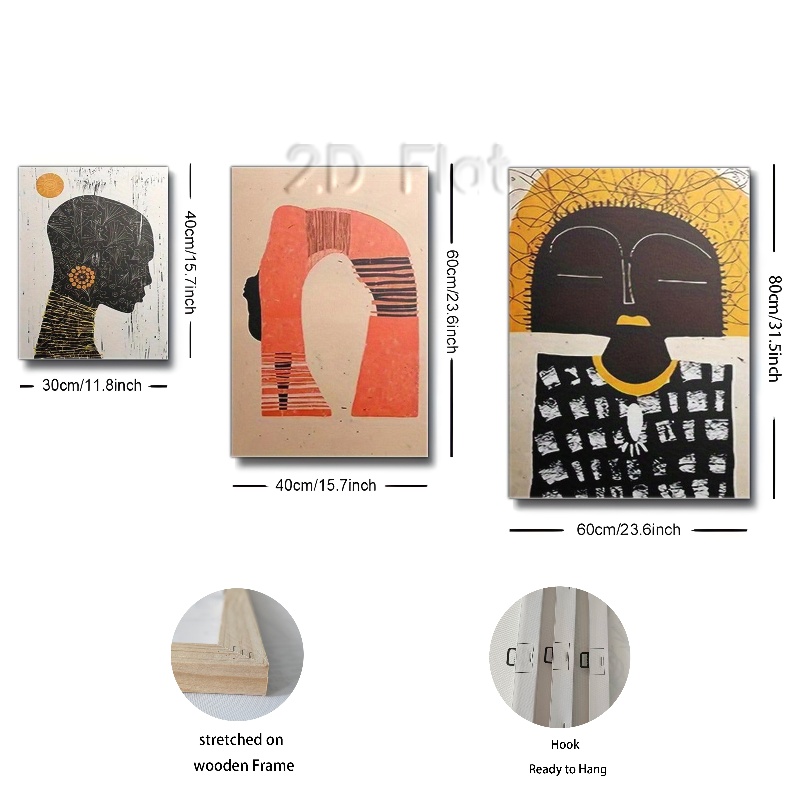 2D Flat
40cm/15.7inch
30cm/11.8inch
60cm/23.6inch
40cm/15.7inch
80cm/31.5inch
60cm/23.6inch
stretched on
wooden Frame
Hook
Ready to Hang